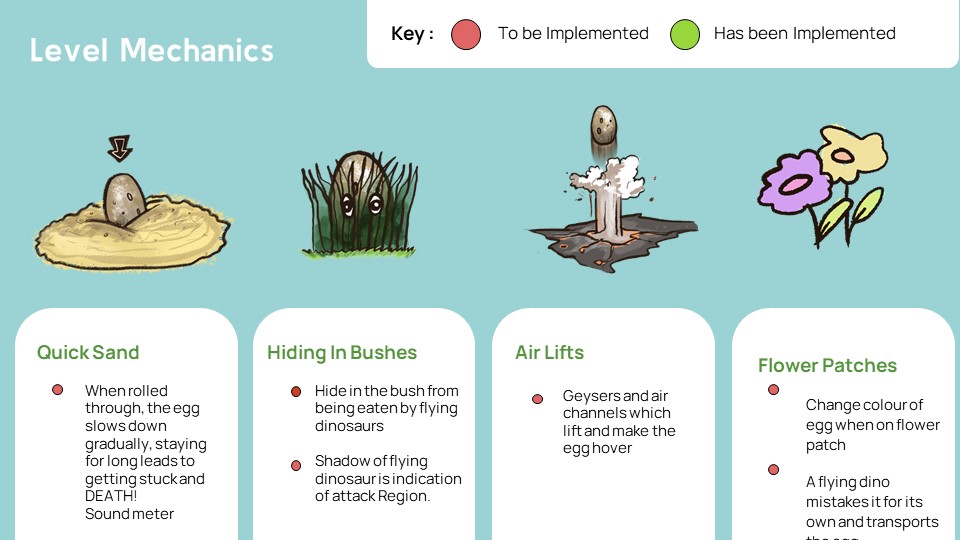 Level Mechanics
Key :
To be Implemented
Has been Implemented
Quick Sand
When rolled
through, the egg
slows down
gradually, staying
for long leads to
getting stuck and
DEATH!
Sound meter
Hiding In Bushes
Hide in the bush from
being eaten by flying
dinosaurs
Shadow of flying
dinosaur is indication
of attack Region.
Air Lifts
Geysers and air
channels which
lift and make the
egg hover
Flower Patches
Change colour of
egg when on flower
patch
A flying dino
mistakes it for its
own and transports
the egg